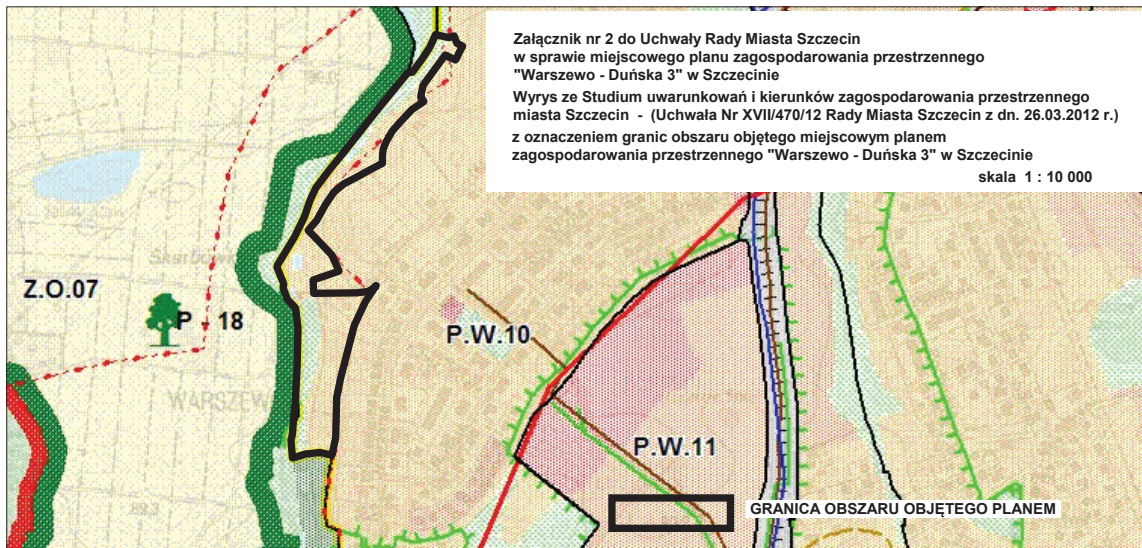 Załącznik nr 2 do Uchwały Rady Miasta Szczecin
w sprawie miejscowego planu zagospodarowania przestrzennego
"Warszewo - Duńska 3" w Szczecinie
Wyrys ze Studium uwarunkowań i kierunków zagospodarowania przestrzennego
miasta Szczecin - (Uchwała Nr XVII/470/12 Rady Miasta Szczecin z dn. 26.03.2012 r.)
z oznaczeniem granic obszaru objętego miejscowym planem
zagospodarowania przestrzennego "Warszewo - Duńska 3" w Szczecinie
skala 1 : 10 000
Z.O.07
P - 18
P.W.10
P.W.11
GRANICA OBSZARU OBJĘTEGO PLANEM